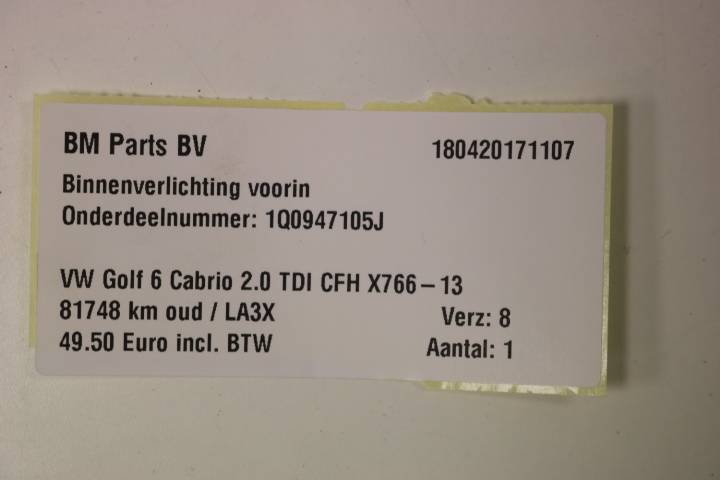 BM Parts BV 180420171107
Binnenverlichting voorin
Onderdeelnummer: 1Q0947105J
VW Golf 6 Cabrio 2.0 TDI CFH X766-13
81748 km oud / LA3X Verz: 8
49.50 Euro incl. BTW Aantal: 1